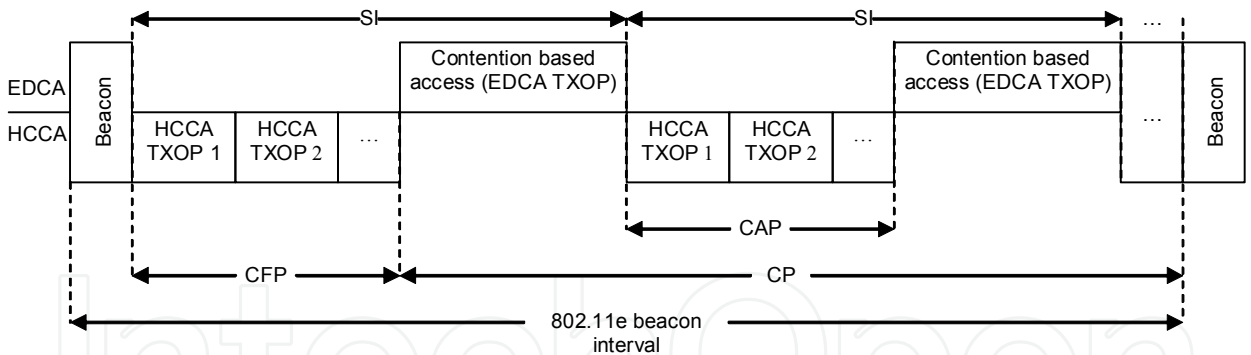 SI
SI
...
Contention based
access (EDCA TXOP)
Contention based
access (EDCA TXOP)
EDCA
HCCA
Beacon
HCCA
TXOP 1
HCCA
TXOP 2
...
HCCA
TXOP 1
HCCA
TXOP 2
...
...
Beacon
CAP
CFP
CP
802.11e beacon
interval
IntechOpen